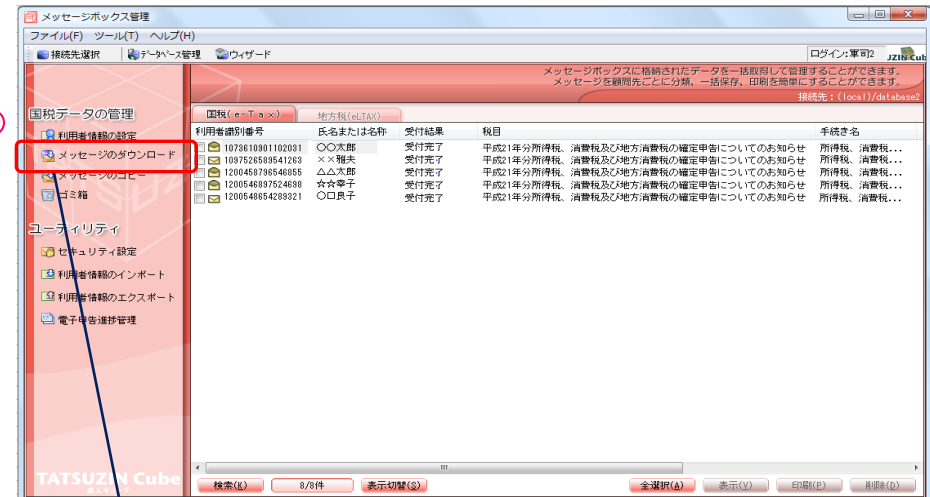 メッセージボックス管理
ファイル(F) ツール(T) ヘルプ(H)
接続先選択 データベース管理 ウィザード ログイン:軍司2 JZIN Cub
メッセージボックスに格納されたデータを一括取得して管理することができます。
メッセージを顧問先ごとに分類、一括保存、印刷を簡単にすることができます。
接続先:(local)/database2
国税データの管理
利用者情報の設定
メッセージのダウンロード
メッセージのコピー
ゴミ箱
ユーティリティ
セキュリティ設定
利用者情報のインポート
利用者情報のエクスポート
電子申告進捗管理
TATSUZIN Cube
国税(e-Tax) 地方税(eLTAX)
利用者識別番号 氏名または名称 受付結果 税目 手続き名
1073610901102031 〇〇太郎 受付完了 平成21年分所得税、消費税及び地方消費税の確定申告についてのお知らせ 所得税、消費税...
1097526589541263 ××雅夫 受付完了 平成21年分所得税、消費税及び地方消費税の確定申告についてのお知らせ 所得税、消費税...
1200458796546855 △△太郎 受付完了 平成21年分所得税、消費税及び地方消費税の確定申告についてのお知らせ 所得税、消費税...
1200546897524698 ☆☆幸子 受付完了 平成21年分所得税、消費税及び地方消費税の確定申告についてのお知らせ 所得税、消費税...
1200548654289321 〇□良子 受付完了 平成21年分所得税、消費税及び地方消費税の確定申告についてのお知らせ 所得税、消費税...
検索(K) 8/8件 表示切替(S) 全選択(A) 表示(V) 印刷(P) 削除(D)